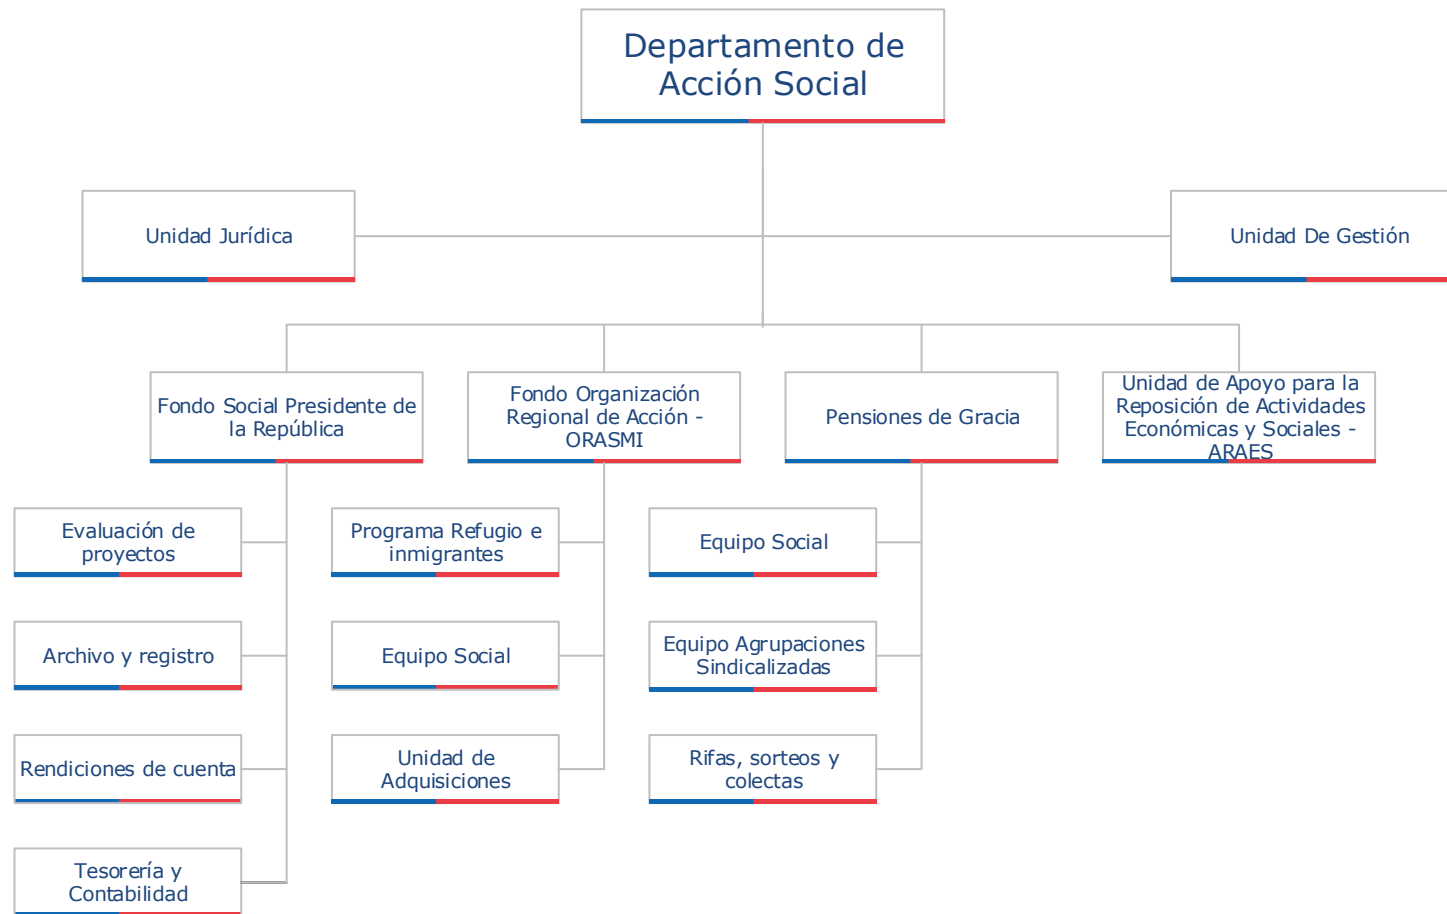 Departamento de
Acción Social
Unidad Jurídica
Unidad De Gestión
Fondo Social Presidente de
la República
Fondo Organización
Regional de Acción -
ORASMI
Pensiones de Gracia
Unidad de Apoyo para la
Reposición de Actividades
Económicas y Sociales -
ARAES
Evaluación de
proyectos
Programa Refugio e
inmigrantes
Equipo Social
Archivo y registro
Equipo Social
Equipo Agrupaciones
Sindicalizadas
Rendiciones de cuenta
Unidad de
Adquisiciones
Rifas, sorteos y
colectas
Tesorería y
Contabilidad